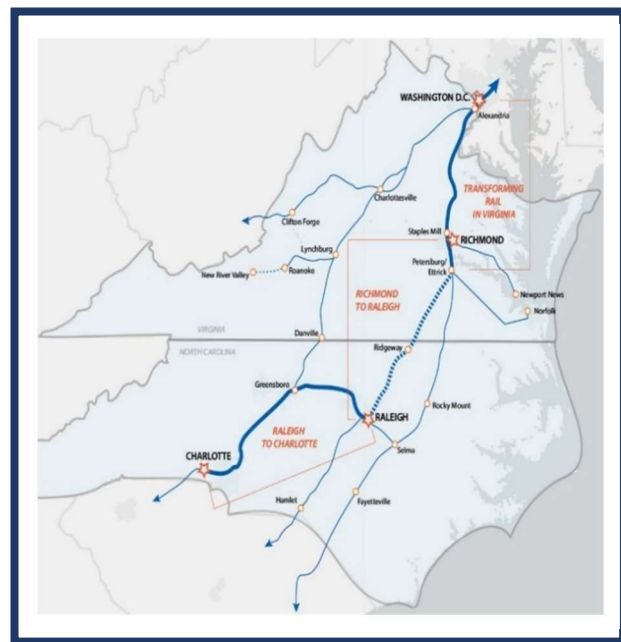 WASHINGTON D.C.
Alexandria
TRANSFORMING
RAIL
IN VIRGINIA
Charlottesville
Clifton Forge
Staples Mill
RICHMOND
Lynchburg
Petersburg/
Ettrick
New River Valley
Roanoke
RICHMOND
TO RALEIGH
Newport News
Norfolk
VIRGINIA
Danville
NORTH CAROLINA
Ridgeway
Greensboro
Rocky Mount
RALEIGH
RALEIGH
TO CHARLOTTE
Selma
CHARLOTTE
Hamlet
Fayetteville